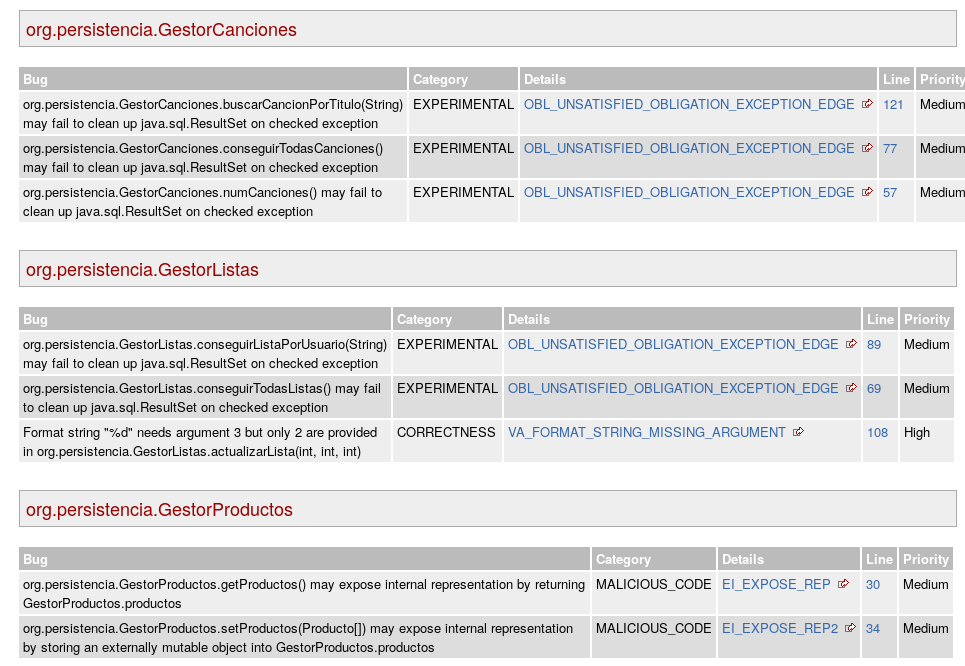 org.persistencia.GestorCanciones
Bug Category Details Line Priority
org.persistencia.GestorCanciones.buscarCancionPorTitulo(String) EXPERIMENTAL OBL_UNSATISFIED_OBLIGATION_EXCEPTION_EDGE 121 Medium
may fail to clean up java.sql.ResultSet on checked exception
org.persistencia.GestorCanciones.conseguirTodasCanciones() EXPERIMENTAL OBL_UNSATISFIED_OBLIGATION_EXCEPTION_EDGE 77 Medium
may fail to clean up java.sql.ResultSet on checked exception
org.persistencia.GestorCanciones.numCanciones() may fail to EXPERIMENTAL OBL_UNSATISFIED_OBLIGATION_EXCEPTION_EDGE 57 Medium
clean up java.sql.ResultSet on checked exception
org.persistencia.GestorListas
Bug Category Details Line Priority
org.persistencia.GestorListas.conseguirListaPorUsuario(String) EXPERIMENTAL OBL_UNSATISFIED_OBLIGATION_EXCEPTION_EDGE 89 Medium
may fail to clean up java.sql.ResultSet on checked exception
org.persistencia.GestorListas.conseguirTodasListas() may fail EXPERIMENTAL OBL_UNSATISFIED_OBLIGATION_EXCEPTION_EDGE 69 Medium
to clean up java.sql.ResultSet on checked exception
Format string "%d" needs argument 3 but only 2 are provided CORRECTNESS VA_FORMAT_STRING_MISSING_ARGUMENT 108 High
in org.persistencia.GestorListas.actualizarLista(int, int, int)
org.persistencia.GestorProductos
Bug Category Details Line Priority
org.persistencia.GestorProductos.getProductos() may expose internal representation by returning MALICIOUS_CODE EI_EXPOSE_REP 30 Medium
GestorProductos.productos
org.persistencia.GestorProductos.setProductos(Producto[]) may expose internal representation MALICIOUS_CODE EI_EXPOSE_REP2 34 Medium
by storing an externally mutable object into GestorProductos.productos